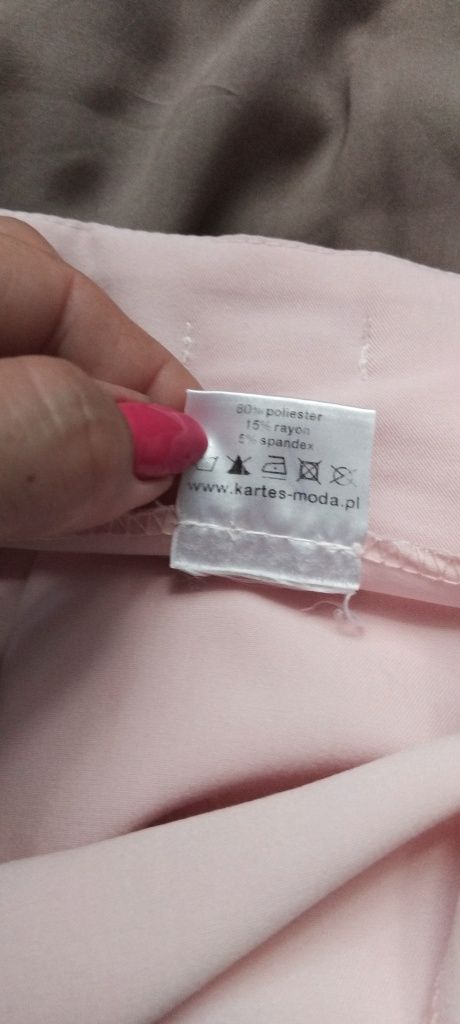 80% poliester
15% rayon
5% spandex
www.kartes-moda.pl